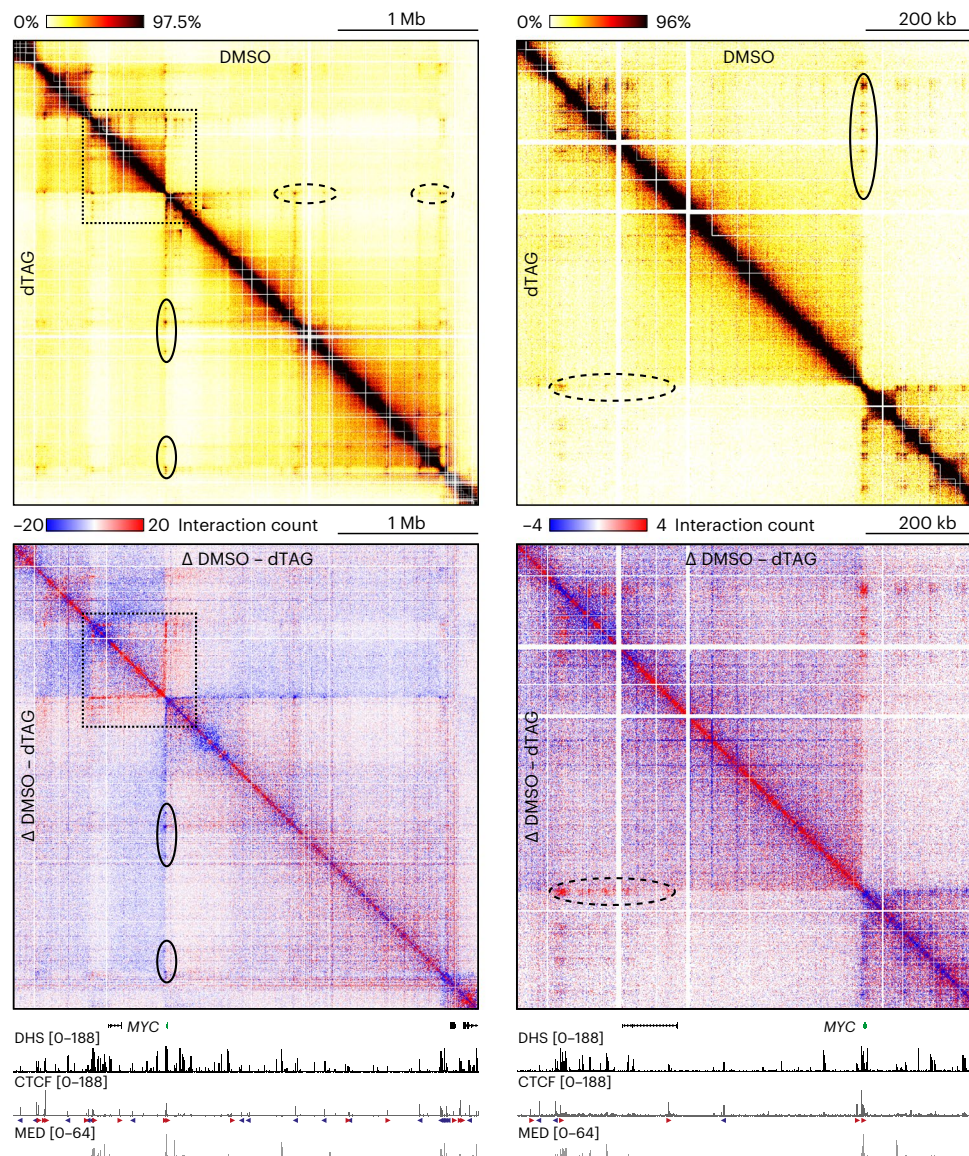 0% 97.5% 1 Mb
DMSO
dTAG
0% 96% 200 kb
DMSO
dTAG
–20 20 Interaction count 1 Mb
Δ DMSO – dTAG
Δ DMSO – dTAG
–4 4 Interaction count 200 kb
Δ DMSO – dTAG
Δ DMSO – dTAG
MYC
DHS [0–188]
CTCF [0–188]
MED [0–64]
MYC
DHS [0–188]
CTCF [0–188]
MED [0–64]